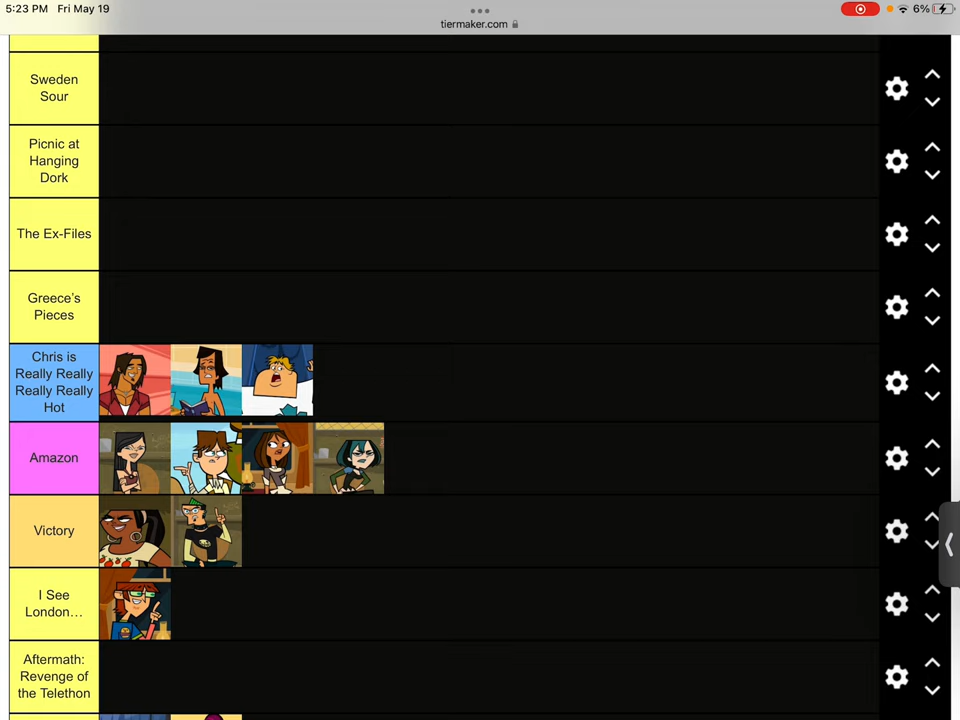 5:23 PM Fri May 19
6%
tiermaker.com
Sweden
Sour
Picnic at
Hanging
Dork
The Ex-Files
Greece's
Pieces
Chris is
Really Really
Really Really
Hot
Amazon
Victory
I See
London...
Aftermath:
Revenge of
the Telethon